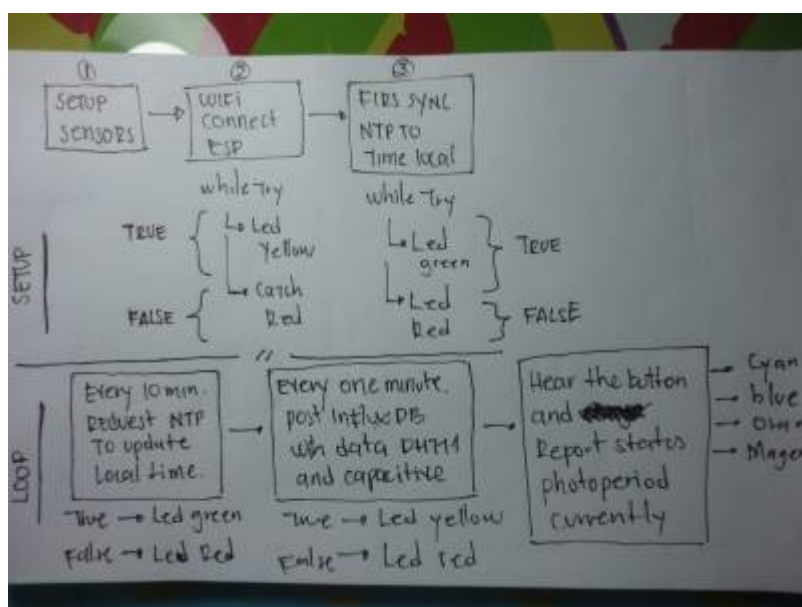 ① ② ③
SETUP
SENSORS
WIFI
Connect
ESP
FIRS SYNC
NTP TO
Time local
while Try
while Try
TRUE
Led
Yellow
Led
green
TRUE
FALSE
Catch
Red
Led
Red
FALSE
SETUP
//
LOOP
Every 10 min.
Request NTP
To update
Local time.
Every one minute.
post Influx DB
with data DHT11
and capacitive
Hear the button
and
Report status
photoperiod
currently
Cyan
blue
Magen
True → Led green
False → Led Red
True → Led yellow
False → Led red